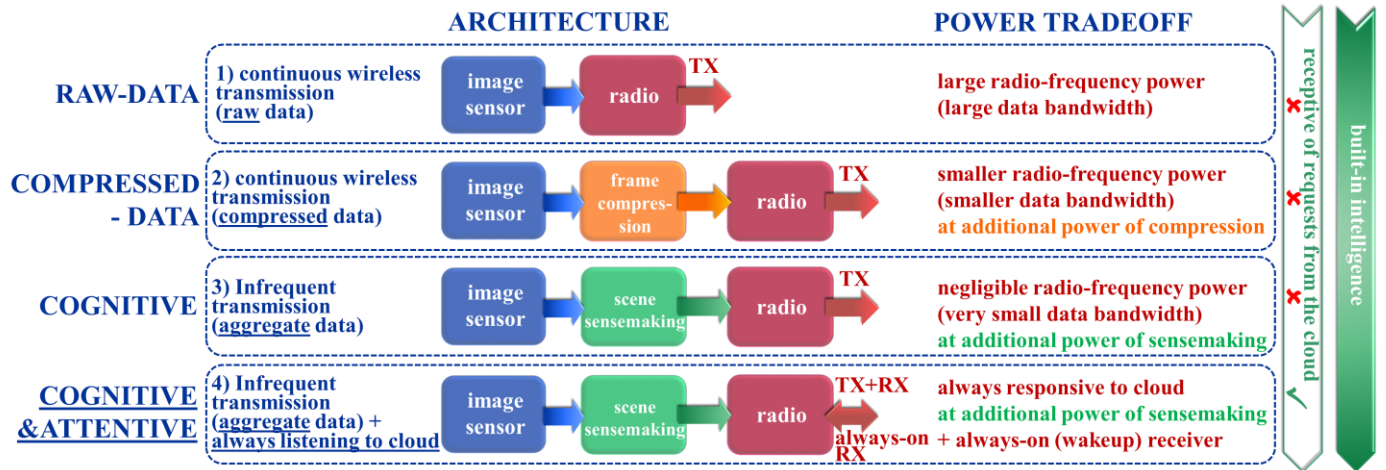 ARCHITECTURE
POWER TRADEOFF
RAW-DATA
1) continuous wireless
transmission
(raw data)
image
sensor
radio
TX
large radio-frequency power
(large data bandwidth)
COMPRESSED
- DATA
2) continuous wireless
transmission
(compressed data)
image
sensor
frame
compres-
sion
radio
TX
smaller radio-frequency power
(smaller data bandwidth)
at additional power of compression
COGNITIVE
3) Infrequent
transmission
(aggregate data)
image
sensor
scene
sensemaking
radio
TX
negligible radio-frequency power
(very small data bandwidth)
at additional power of sensemaking
COGNITIVE
&ATTENTIVE
4) Infrequent
transmission
(aggregate data) +
always listening to cloud
image
sensor
scene
sensemaking
radio
TX+RX
always-on
RX
always responsive to cloud
at additional power of sensemaking
+ always-on (wakeup) receiver
receptive of requests from the cloud
built-in intelligence